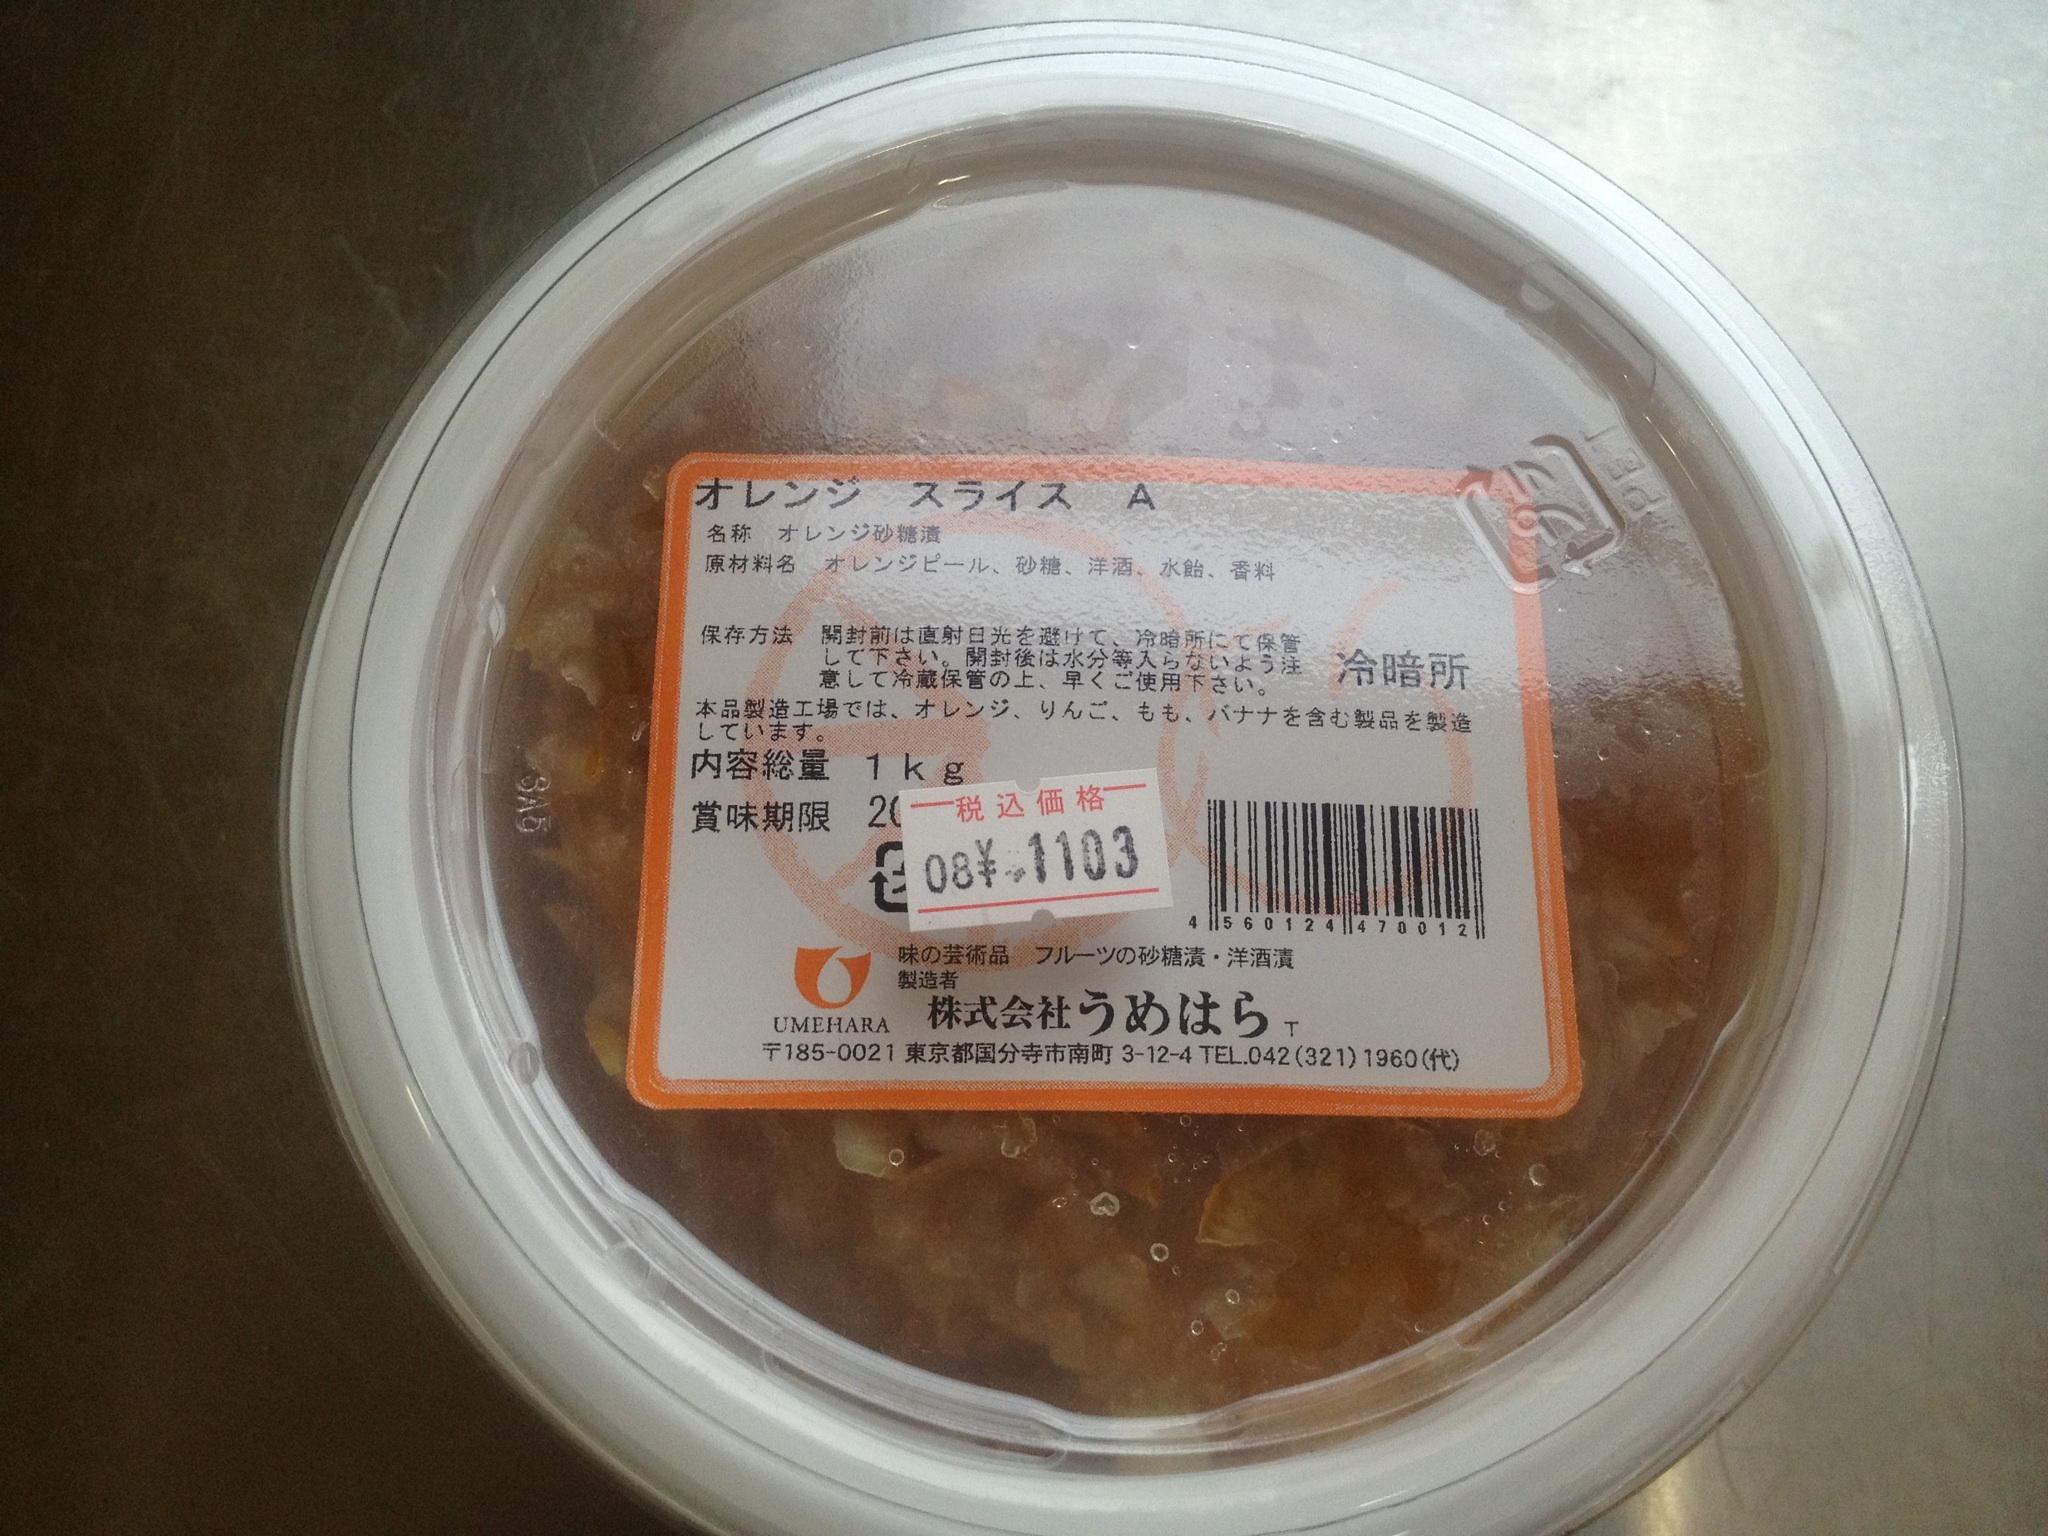 オレンジ スライス A
名称 オレンジ砂糖漬
原材料名 オレンジピール、砂糖、洋酒、水飴、香料
保存方法 開封前は直射日光を避けて、冷暗所にて保管
して下さい。開封後は水分等入らないよう注
意して冷蔵保管の上、早くご使用下さい。
冷暗所
本品製造工場では、オレンジ、りんご、もも、バナナを含む製品を製造
しています。
内容総量 1kg
賞味期限 20
税込価格
08¥1103
4 560124 470012
味の芸術品 フルーツの砂糖漬・洋酒漬
製造者
UMEHARA
株式会社うめはら T
〒185-0021 東京都国分寺市南町 3-12-4 TEL.042(321)1960(代)
プラ
PET